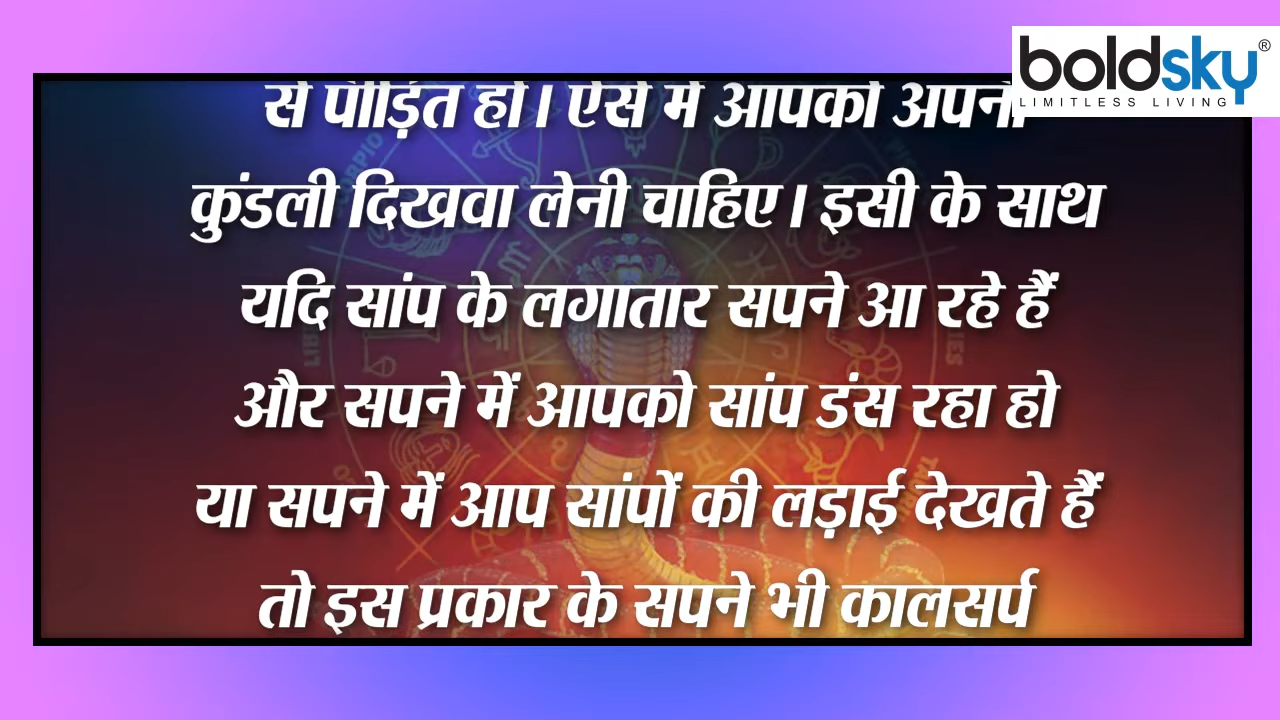 boldsky®
LIMITLESS LIVING
से पीड़ित हों। ऐसे में आपको अपनी
कुंडली दिखवा लेनी चाहिए। इसी के साथ
यदि सांप के लगातार सपने आ रहे हैं
और सपने में आपको सांप डंस रहा हो
या सपने में आप सांपों की लड़ाई देखते हैं
तो इस प्रकार के सपने भी कालसर्प